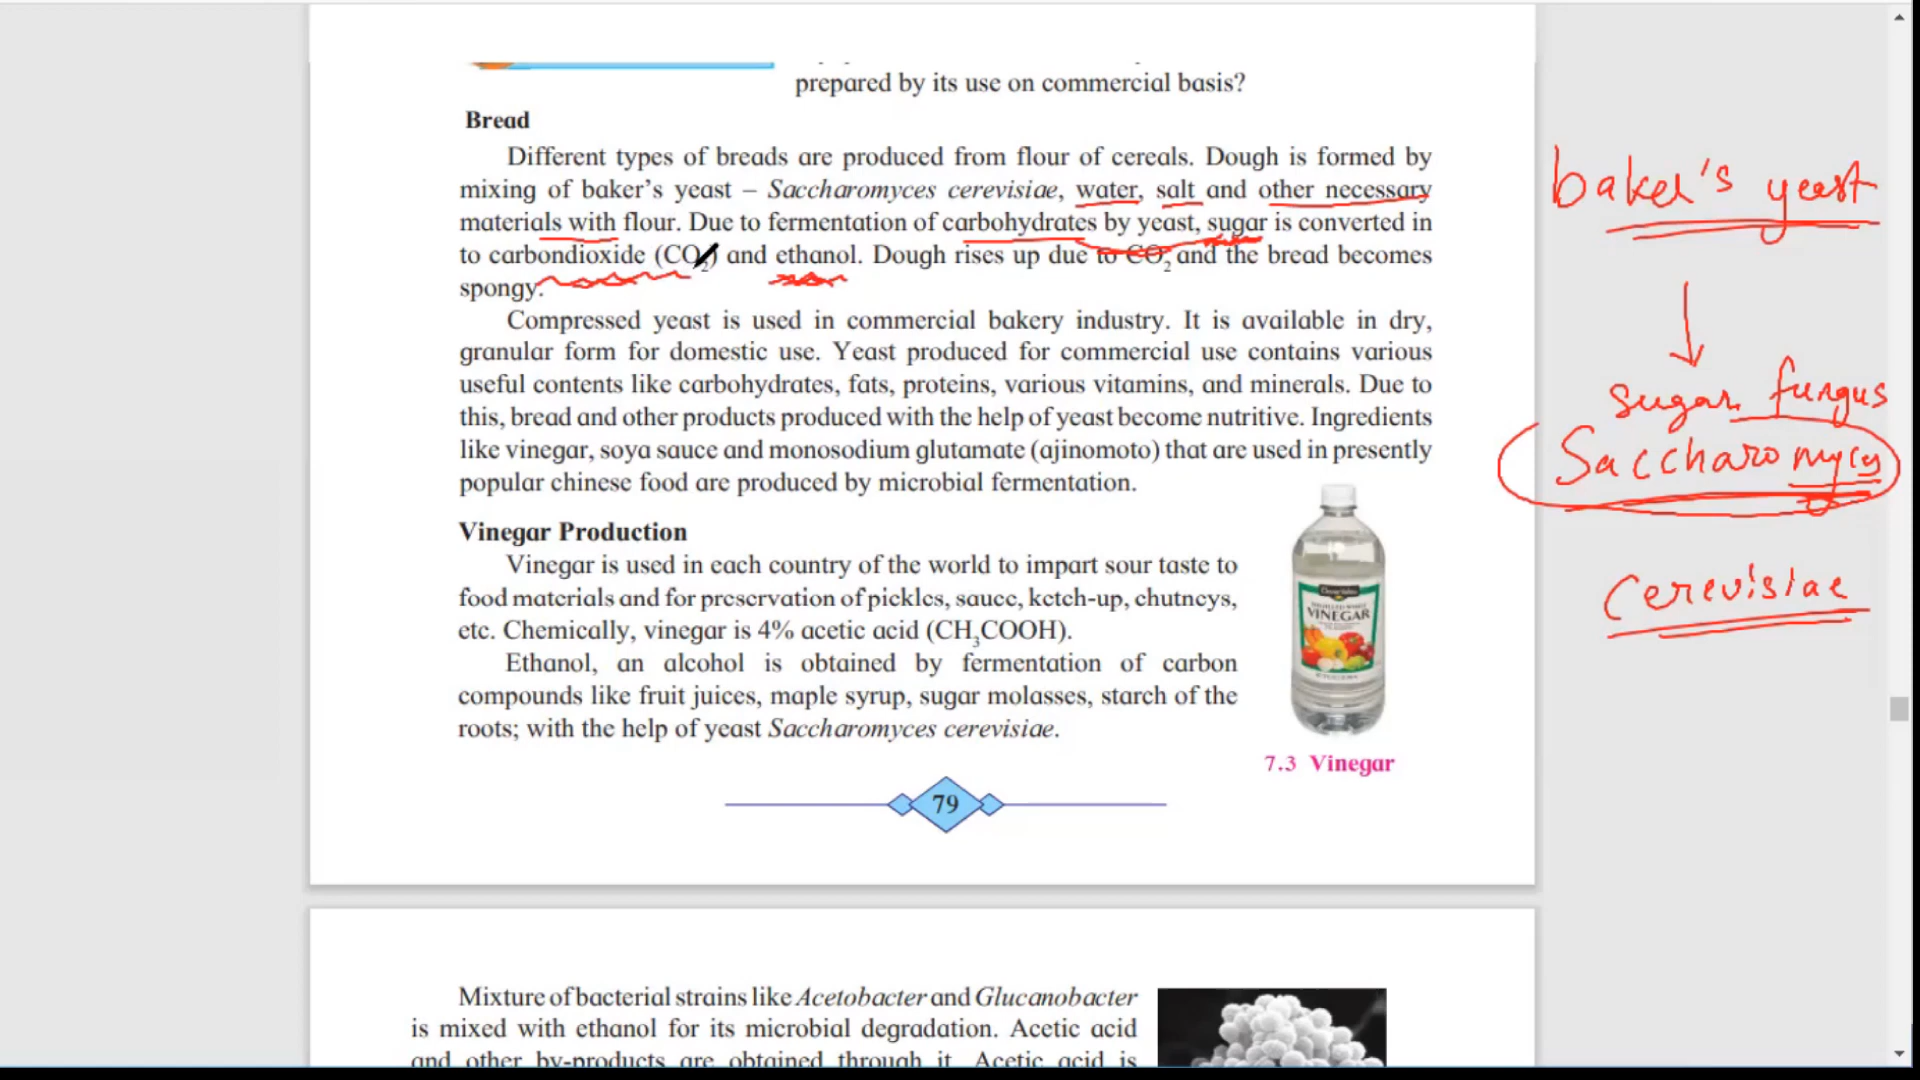 prepared by its use on commercial basis?
Bread
Different types of breads are produced from flour of cereals. Dough is formed by
mixing of baker's yeast – Saccharomyces cerevisiae, water, salt and other necessary
materials with flour. Due to fermentation of carbohydrates by yeast, sugar is converted in
to carbondioxide (CO2) and ethanol. Dough rises up due to CO2 and the bread becomes
spongy.
Compressed yeast is used in commercial bakery industry. It is available in dry,
granular form for domestic use. Yeast produced for commercial use contains various
useful contents like carbohydrates, fats, proteins, various vitamins, and minerals. Due to
this, bread and other products produced with the help of yeast become nutritive. Ingredients
like vinegar, soya sauce and monosodium glutamate (ajinomoto) that are used in presently
popular chinese food are produced by microbial fermentation.
Vinegar Production
Vinegar is used in each country of the world to impart sour taste to
food materials and for preservation of pickles, sauce, ketch-up, chutneys,
etc. Chemically, vinegar is 4% acetic acid (CH3COOH).
Ethanol, an alcohol is obtained by fermentation of carbon
compounds like fruit juices, maple syrup, sugar molasses, starch of the
roots; with the help of yeast Saccharomyces cerevisiae.
VINEGAR
7.3 Vinegar
79
Mixture of bacterial strains like Acetobacter and Glucanobacter
is mixed with ethanol for its microbial degradation. Acetic acid
and other by-products are obtained through it. Acetic acid is
baker's yeast
sugar fungus
Saccharomyces
cerevisiae